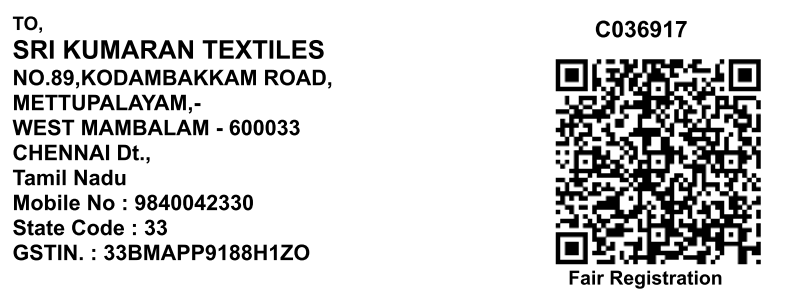 TO,
SRI KUMARAN TEXTILES
NO.89,KODAMBAKKAM ROAD,
METTUPALAYAM,-
WEST MAMBALAM - 600033
CHENNAI Dt.,
Tamil Nadu
Mobile No : 9840042330
State Code : 33
GSTIN. : 33BMAPP9188H1ZO
C036917
Fair Registration